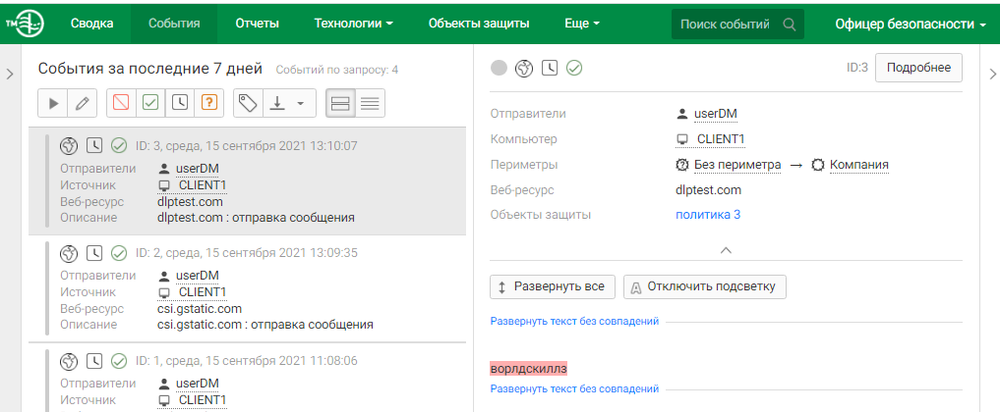 TM Сводка События Отчеты Технологии Объекты защиты Еще Поиск событий Офицер безопасности
События за последние 7 дней Событий по запросу: 4
ID: 3, среда, 15 сентября 2021 13:10:07
Отправители userDM
Источник CLIENT1
Веб-ресурс dlptest.com
Описание dlptest.com : отправка сообщения
ID: 2, среда, 15 сентября 2021 13:09:35
Отправители userDM
Источник CLIENT1
Веб-ресурс csi.gstatic.com
Описание csi.gstatic.com : отправка сообщения
ID: 1, среда, 15 сентября 2021 11:08:06
Отправители userDM
Источник CLIENT1
ID:3 Подробнее
Отправители userDM
Компьютер CLIENT1
Периметры Без периметра → Компания
Веб-ресурс dlptest.com
Объекты защиты политика 3
Развернуть все Отключить подсветку
Развернуть текст без совпадений
ворлдскиллз
Развернуть текст без совпадений